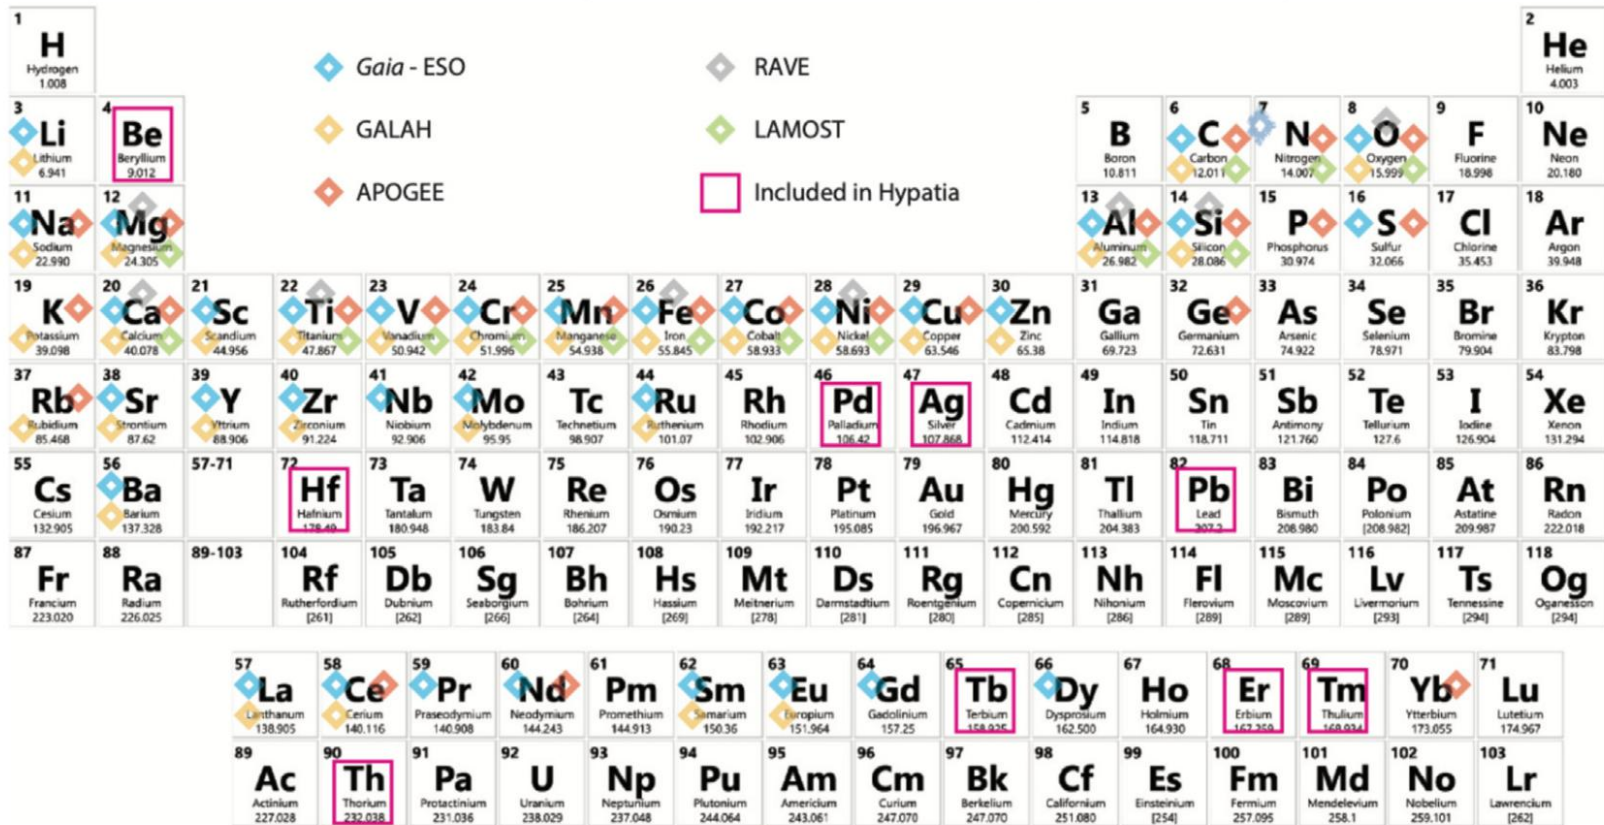 1 2
H He
Hydrogen Helium
1.008 4.003
Gaia - ESO RAVE
GALAH LAMOST
APOGEE Included in Hypatia
3 4 5 6 7 8 9 10
Li Be B C N O F Ne
Lithium Beryllium Boron Carbon Nitrogen Oxygen Fluorine Neon
6.941 9.012 10.811 12.011 14.007 15.999 18.998 20.180
11 12 13 14 15 16 17 18
Na Mg Al Si P S Cl Ar
Sodium Magnesium Aluminum Silicon Phosphorus Sulfur Chlorine Argon
22.990 24.305 26.982 28.086 30.974 32.066 35.453 39.948
19 20 21 22 23 24 25 26 27 28 29 30 31 32 33 34 35 36
K Ca Sc Ti V Cr Mn Fe Co Ni Cu Zn Ga Ge As Se Br Kr
Potassium Calcium Scandium Titanium Vanadium Chromium Manganese Iron Cobalt Nickel Copper Zinc Gallium Germanium Arsenic Selenium Bromine Krypton
39.098 40.078 44.956 47.867 50.942 51.996 54.938 55.845 58.933 58.693 63.546 65.38 69.723 72.631 74.922 78.971 79.904 83.798
37 38 39 40 41 42 43 44 45 46 47 48 49 50 51 52 53 54
Rb Sr Y Zr Nb Mo Tc Ru Rh Pd Ag Cd In Sn Sb Te I Xe
Rubidium Strontium Yttrium Zirconium Niobium Molybdenum Technetium Ruthenium Rhodium Palladium Silver Cadmium Indium Tin Antimony Tellurium Iodine Xenon
85.468 87.62 88.906 91.224 92.906 95.95 98.907 101.07 102.906 106.42 107.868 112.414 114.818 118.711 121.760 127.6 126.904 131.294
55 56 57-71 72 73 74 75 76 77 78 79 80 81 82 83 84 85 86
Cs Ba Hf Ta W Re Os Ir Pt Au Hg Tl Pb Bi Po At Rn
Cesium Barium Hafnium Tantalum Tungsten Rhenium Osmium Iridium Platinum Gold Mercury Thallium Lead Bismuth Polonium Astatine Radon
132.905 137.328 178.49 180.948 183.84 186.207 190.23 192.217 195.085 196.967 200.592 204.383 207.2 208.980 [208.982] 209.987 222.018
87 88 89-103 104 105 106 107 108 109 110 111 112 113 114 115 116 117 118
Fr Ra Rf Db Sg Bh Hs Mt Ds Rg Cn Nh Fl Mc Lv Ts Og
Francium Radium Rutherfordium Dubnium Seaborgium Bohrium Hassium Meitnerium Darmstadtium Roentgenium Copernicium Nihonium Flerovium Moscovium Livermorium Tennessine Oganesson
223.020 226.025 [261] [262] [266] [264] [269] [278] [281] [280] [285] [286] [289] [289] [293] [294] [294]
57 58 59 60 61 62 63 64 65 66 67 68 69 70 71
La Ce Pr Nd Pm Sm Eu Gd Tb Dy Ho Er Tm Yb Lu
Lanthanum Cerium Praseodymium Neodymium Promethium Samarium Europium Gadolinium Terbium Dysprosium Holmium Erbium Thulium Ytterbium Lutetium
138.905 140.116 140.908 144.243 144.913 150.36 151.964 157.25 158.925 162.500 164.930 167.259 168.934 173.055 174.967
89 90 91 92 93 94 95 96 97 98 99 100 101 102 103
Ac Th Pa U Np Pu Am Cm Bk Cf Es Fm Md No Lr
Actinium Thorium Protactinium Uranium Neptunium Plutonium Americium Curium Berkelium Californium Einsteinium Fermium Mendelevium Nobelium Lawrencium
227.028 232.038 231.036 238.029 237.048 244.064 243.061 247.070 247.070 251.080 [254] 257.095 258.1 259.101 [262]